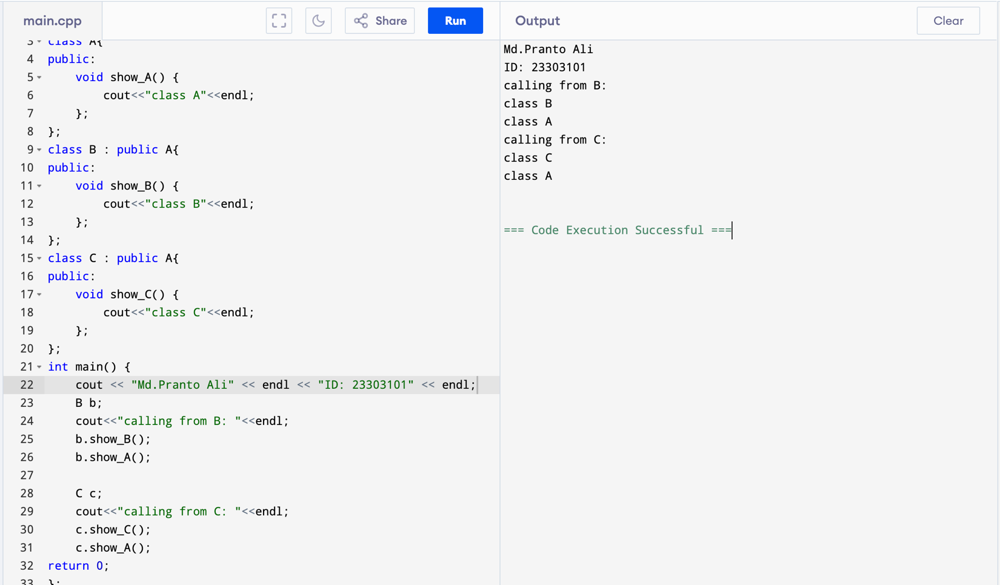 main.cpp
Share
Run
Output
Clear
3 class A{
4 public:
5     void show_A() {
6         cout<<"class A"<<endl;
7     };
8 };
9 class B : public A{
10 public:
11     void show_B() {
12         cout<<"class B"<<endl;
13     };
14 };
15 class C : public A{
16 public:
17     void show_C() {
18         cout<<"class C"<<endl;
19     };
20 };
21 int main() {
22     cout << "Md.Pranto Ali" << endl << "ID: 23303101" << endl;
23     B b;
24     cout<<"calling from B: "<<endl;
25     b.show_B();
26     b.show_A();
27
28     C c;
29     cout<<"calling from C: "<<endl;
30     c.show_C();
31     c.show_A();
32 return 0;
33 };
Md.Pranto Ali
ID: 23303101
calling from B:
class B
class A
calling from C:
class C
class A
=== Code Execution Successful ===